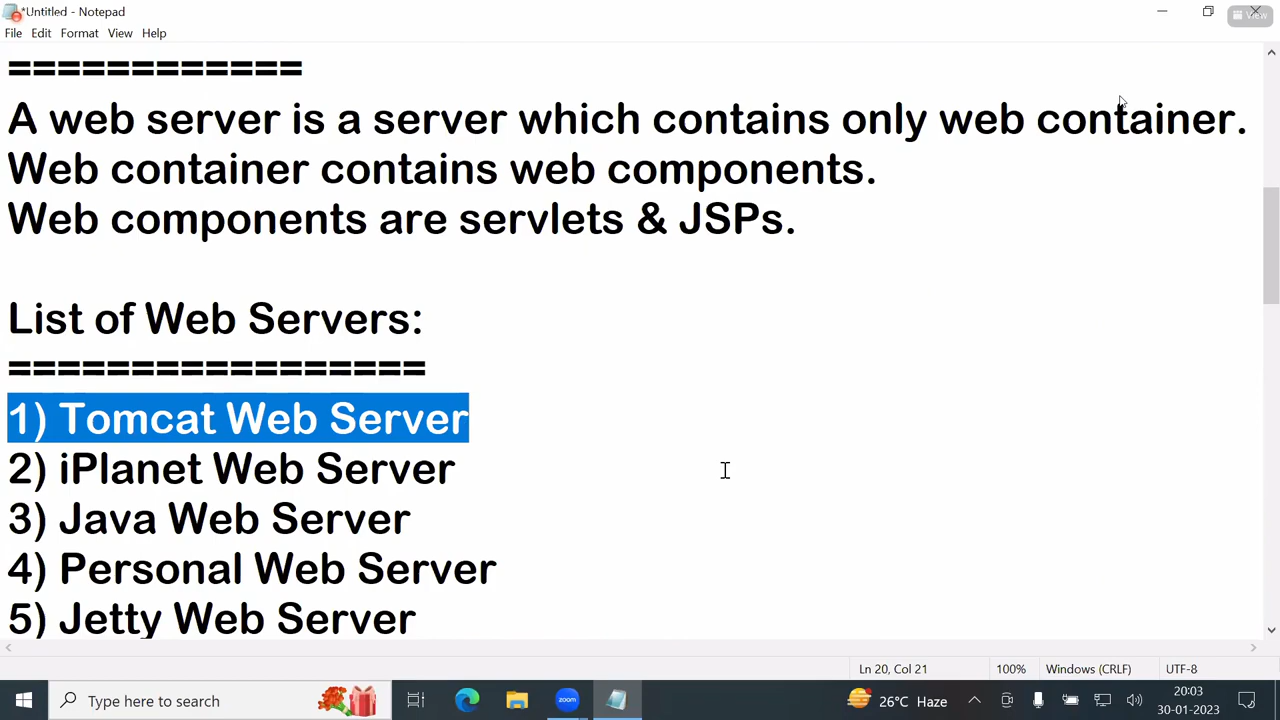 *Untitled - Notepad
View
File Edit Format View Help
============
A web server is a server which contains only web container.
Web container contains web components.
Web components are servlets & JSPs.
List of Web Servers:
=================
1) Tomcat Web Server
2) iPlanet Web Server
3) Java Web Server
4) Personal Web Server
5) Jetty Web Server
Ln 20, Col 21 100% Windows (CRLF) UTF-8
Type here to search zoom 26°C Haze 20:03
30-01-2023